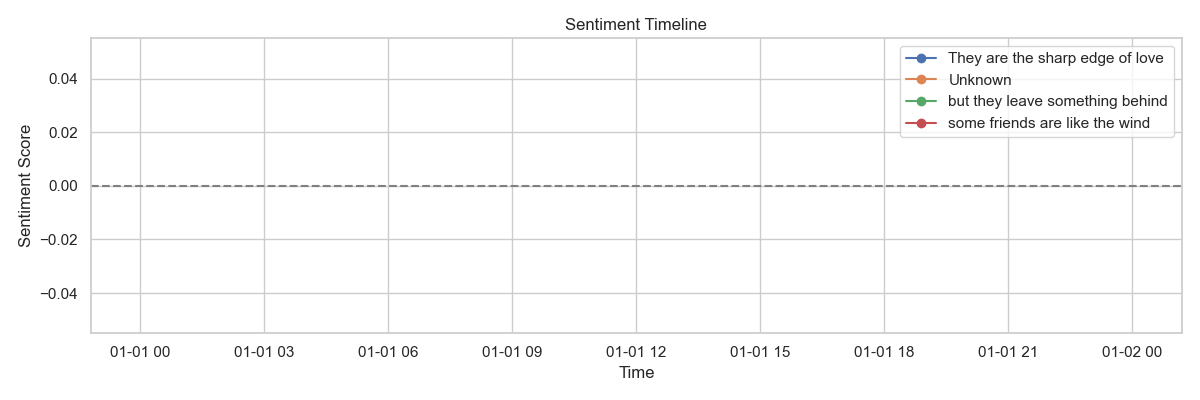 Sentiment Timeline
They are the sharp edge of love
Unknown
but they leave something behind
some friends are like the wind
Sentiment Score
0.04
0.02
0.00
−0.02
−0.04
01-01 00
01-01 03
01-01 06
01-01 09
01-01 12
01-01 15
01-01 18
01-01 21
01-02 00
Time